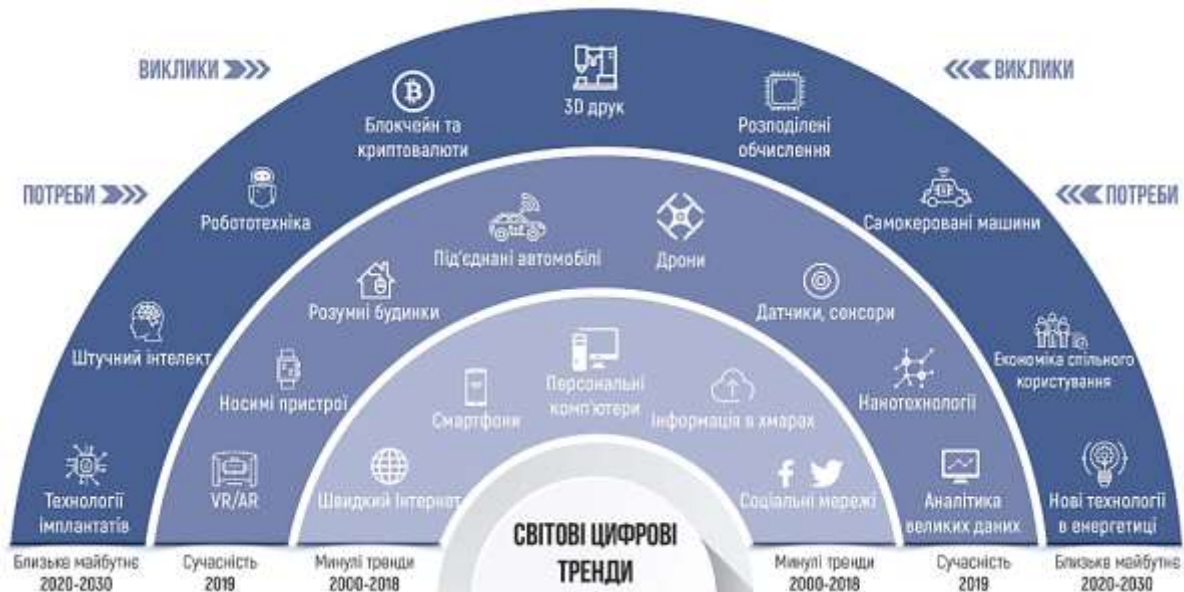 ВИКЛИКИ
ВИКЛИКИ
ПОТРЕБИ
ПОТРЕБИ
3D друк
Блокчейн та
криптовалюти
Розподілені
обчислення
Робототехніка
Самокеровані машини
Штучний інтелект
Економіка спільного
користування
Технології
імплантатів
Нові технології
в енергетиці
Під'єднані автомобілі
Дрони
Розумні будинки
Датчики, сенсори
Носимі пристрої
Нанотехнології
VR/AR
Аналітика
великих даних
Персональні
комп'ютери
Смартфони
Інформація в хмарах
Швидкий Інтернет
Соціальні мережі
СВІТОВІ ЦИФРОВІ
ТРЕНДИ
Близьке майбутнє
2020-2030
Сучасність
2019
Минулі тренди
2000-2018
Минулі тренди
2000-2018
Сучасність
2019
Близьке майбутнє
2020-2030